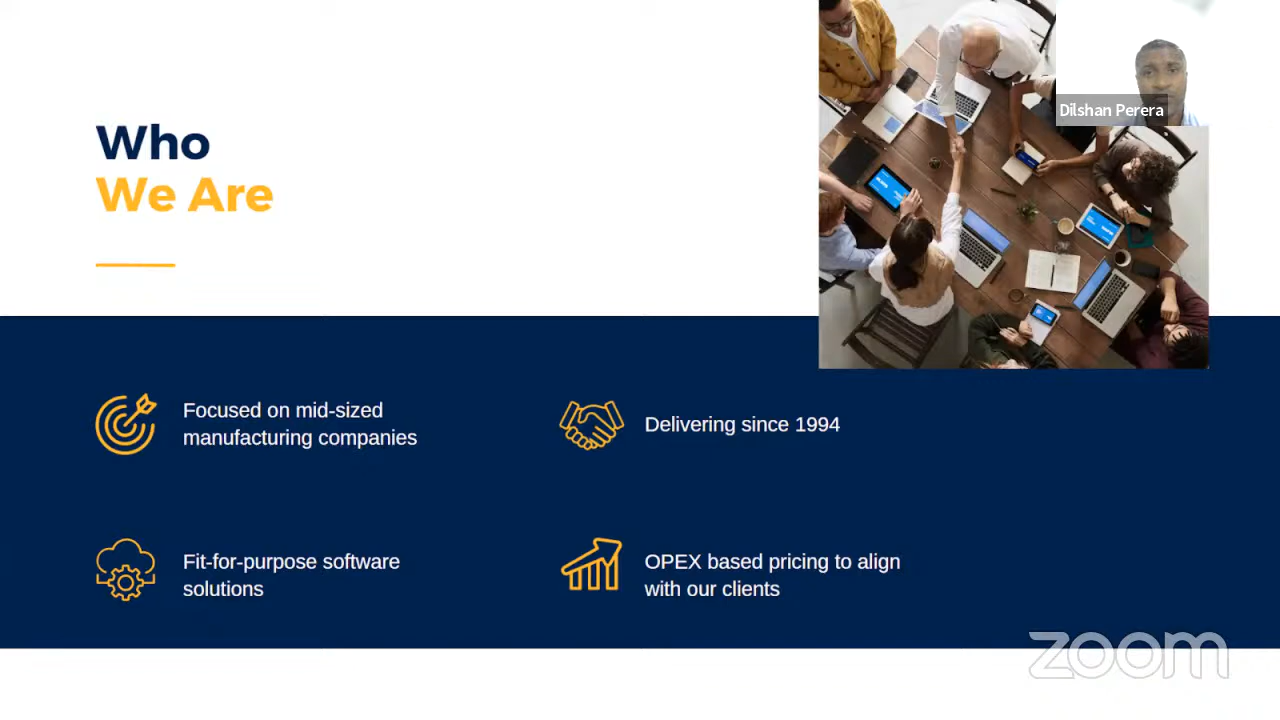 Who
We Are
Dilshan Perera
Focused on mid-sized
manufacturing companies
Delivering since 1994
Fit-for-purpose software
solutions
OPEX based pricing to align
with our clients
zoom